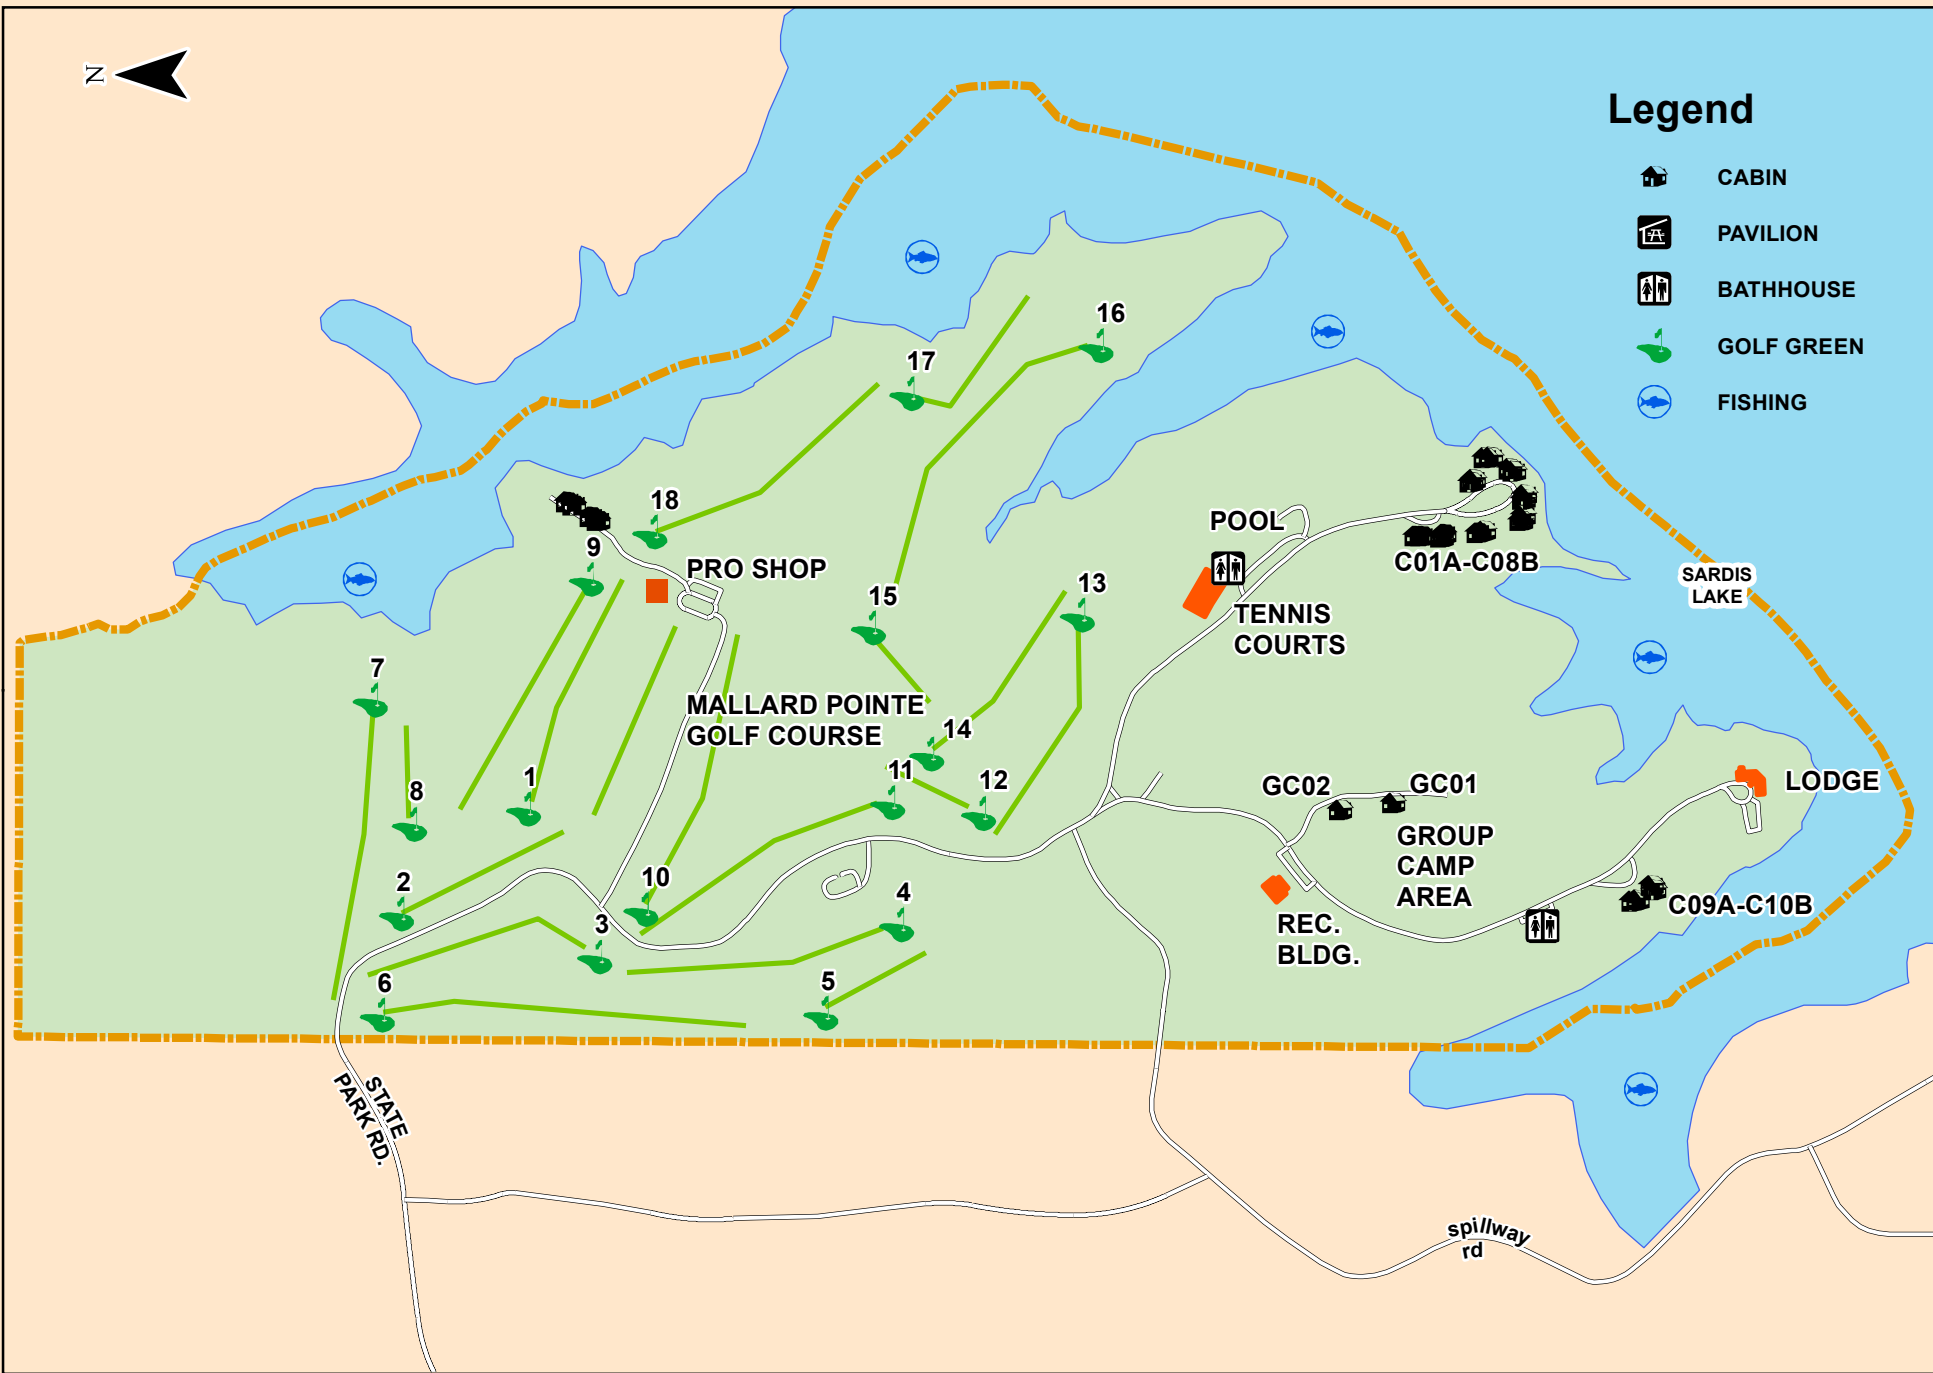 N
Legend
CABIN
PAVILION
BATHHOUSE
GOLF GREEN
FISHING
16
17
18
9
PRO SHOP
POOL
C01A-C08B
SARDIS
LAKE
15
13
TENNIS
COURTS
7
MALLARD POINTE
GOLF COURSE
14
8
1
11
12
GC02
GC01
LODGE
GROUP
CAMP
AREA
2
10
3
4
C09A-C10B
REC.
BLDG.
6
5
STATE
PARK RD.
spillway
rd